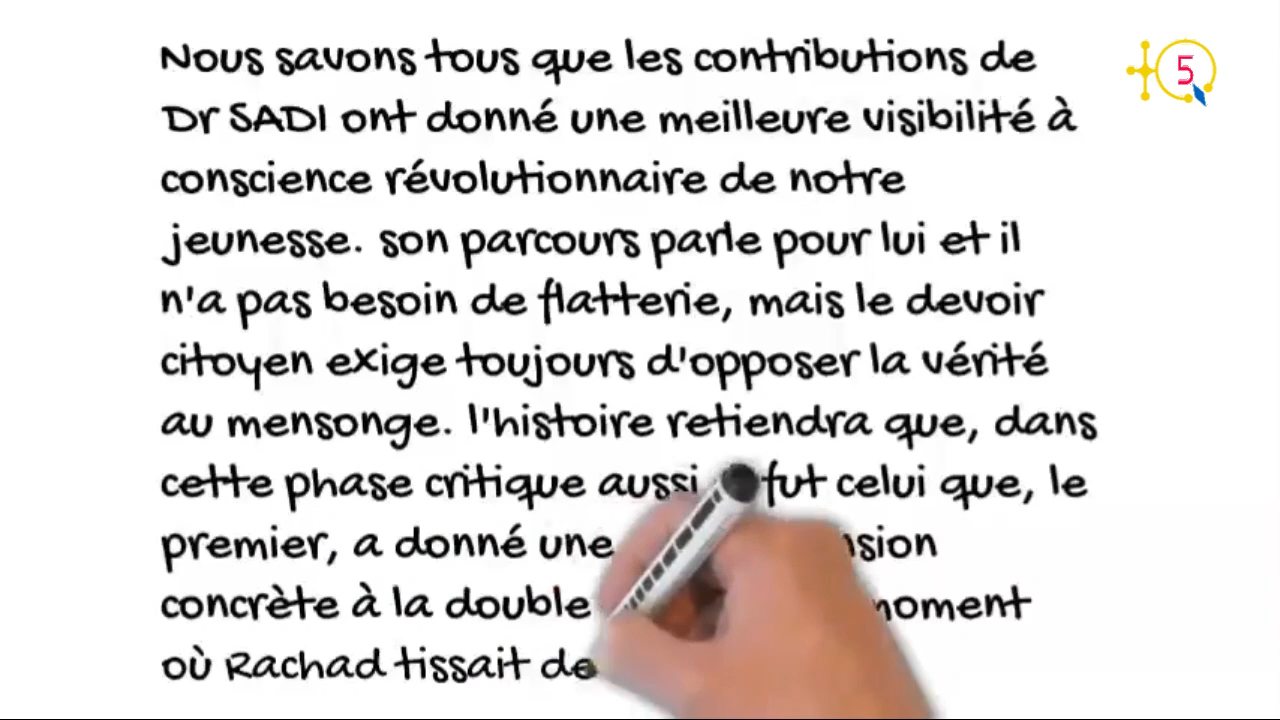 Nous savons tous que les contributions de
Dr SADI ont donné une meilleure visibilité à
conscience révolutionnaire de notre
jeunesse. son parcours parle pour lui et il
n'a pas besoin de flatterie, mais le devoir
citoyen exige toujours d'opposer la vérité
au mensonge. l'histoire retiendra que, dans
cette phase critique aussi fut celui que, le
premier, a donné une
concrète à la double moment
où Rachad tissait
5